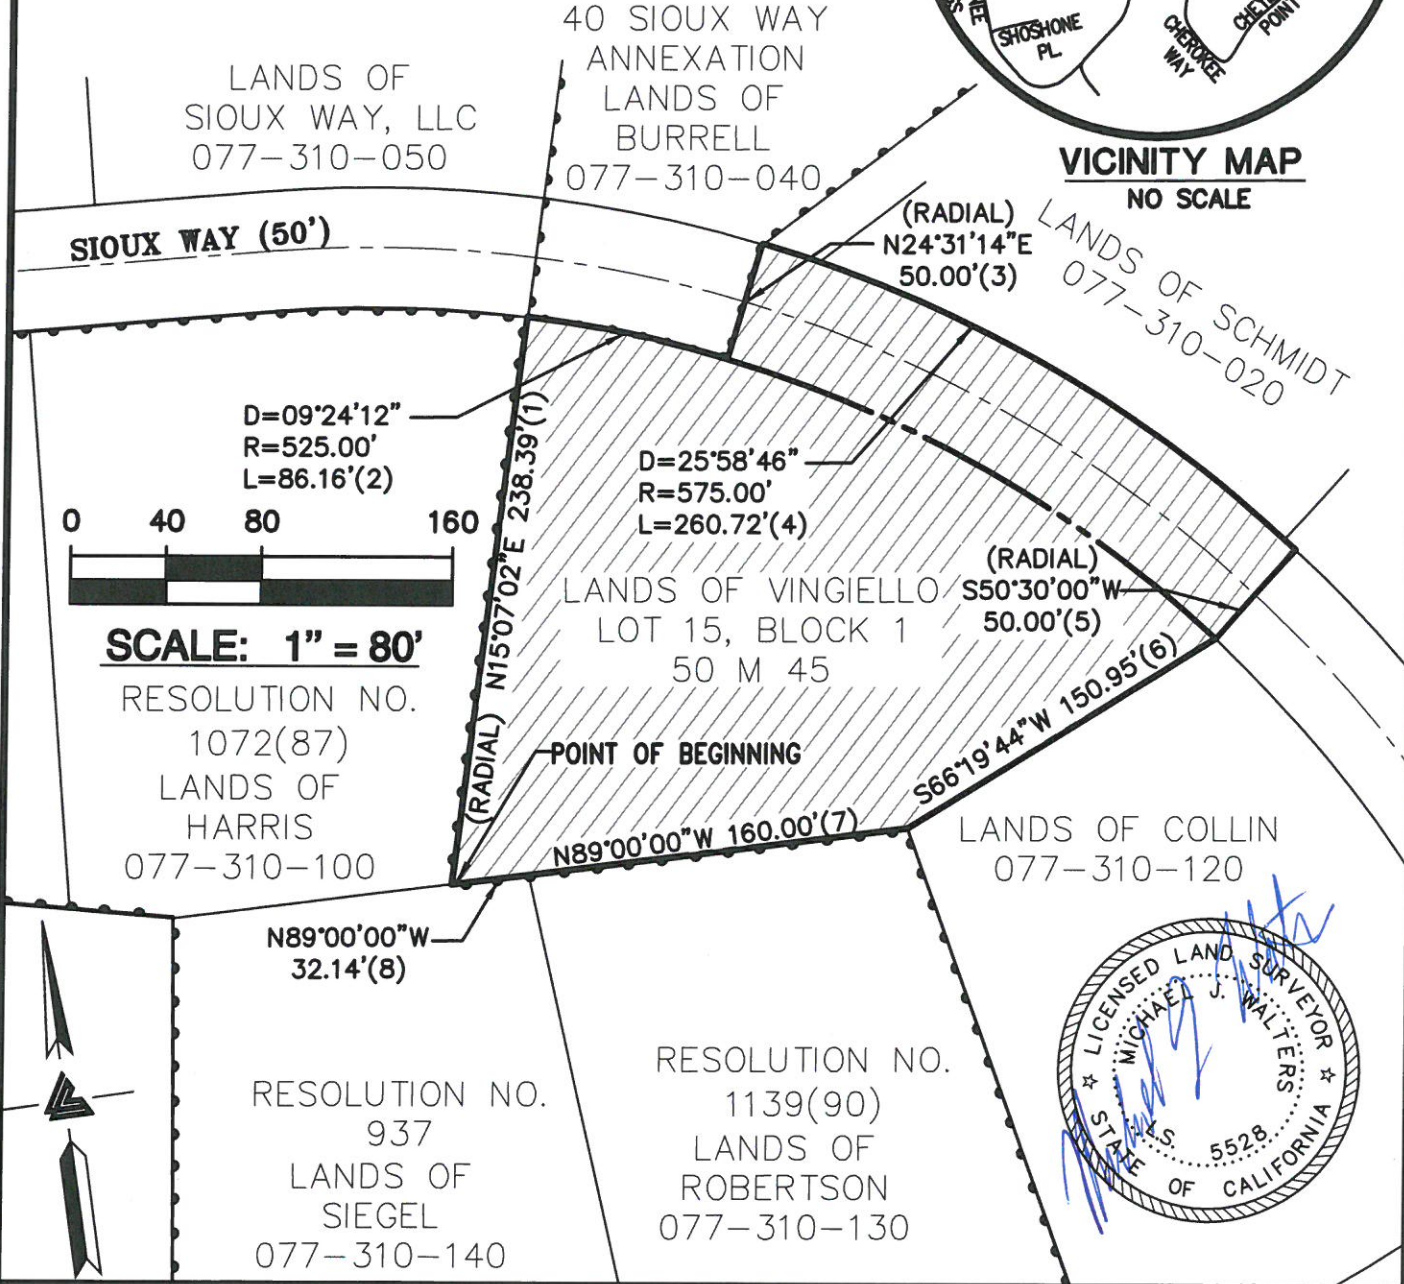 40 SIOUX WAY
ANNEXATION
LANDS OF
BURRELL
077-310-040
LANDS OF
SIOUX WAY, LLC
077-310-050
SHOSHONE
PL.
CHEROKEE
WAY
POINT
VICINITY MAP
NO SCALE
SIOUX WAY (50')
(RADIAL)
N24°31'14"E
50.00'(3)
LANDS OF SCHMIDT
077-310-020
D=09°24'12"
R=525.00'
L=86.16'(2)
(RADIAL) N15°07'02"E 238.39'(1)
D=25°58'46"
R=575.00'
L=260.72'(4)
0 40 80 160
SCALE: 1" = 80'
LANDS OF VINGIELLO
LOT 15, BLOCK 1
50 M 45
(RADIAL)
S50°30'00"W
50.00'(5)
S66°19'44"W 150.95'(6)
RESOLUTION NO.
1072(87)
LANDS OF
HARRIS
077-310-100
POINT OF BEGINNING
N89°00'00"W 160.00'(7)
LANDS OF COLLIN
077-310-120
N89°00'00"W
32.14'(8)
RESOLUTION NO.
937
LANDS OF
SIEGEL
077-310-140
RESOLUTION NO.
1139(90)
LANDS OF
ROBERTSON
077-310-130
LICENSED LAND SURVEYOR
MICHAEL J. WALTERS
L.S. 5528
STATE OF CALIFORNIA